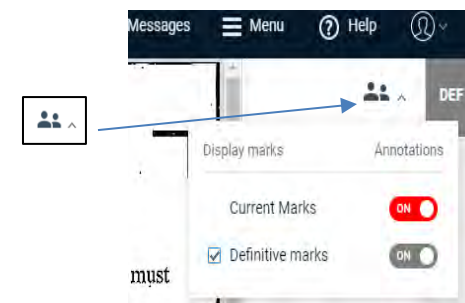 Messages Menu Help
DEF
Display marks Annotations
Current Marks ON
Definitive marks ON
must